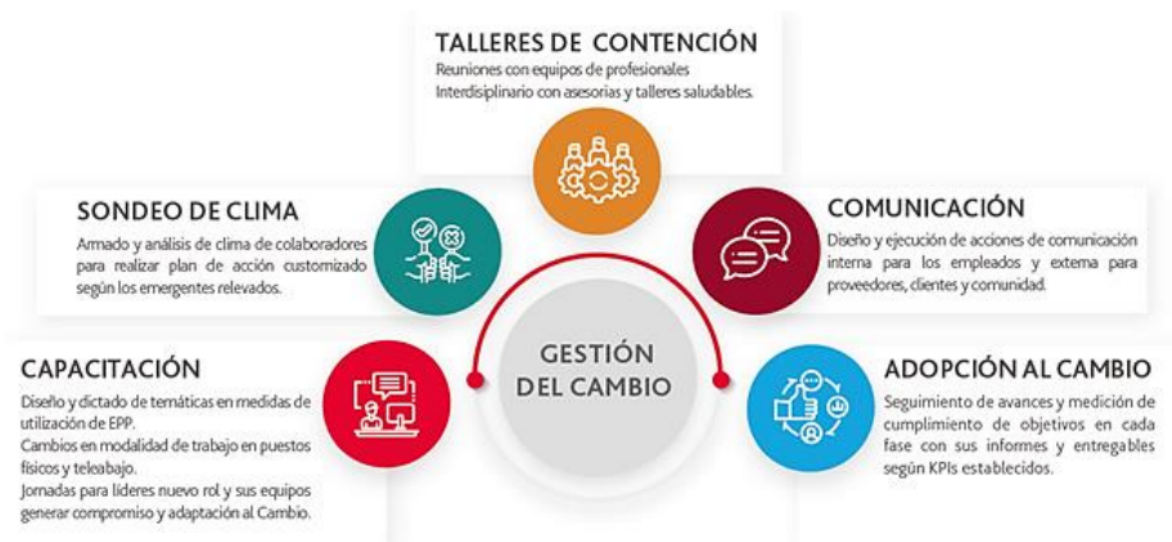 TALLERES DE CONTENCIÓN
Reuniones con equipos de profesionales
Interdisiplinario con asesorias y talleres saludables.
SONDEO DE CLIMA
Armado y análisis de clima de colaboradores
para realizar plan de acción customizado
según los emergentes relevados.
COMUNICACIÓN
Diseño y ejecución de acciones de comunicación
interna para los empleados y externa para
proveedores, clientes y comunidad.
GESTIÓN
DEL CAMBIO
CAPACITACIÓN
Diseño y dictado de temáticas en medidas de
utilización de EPP.
Cambios en modalidad de trabajo en puestos
físicos y teleabajo.
Jornadas para líderes nuevo rol y sus equipos
generar compromiso y adaptación al Cambio.
ADOPCIÓN AL CAMBIO
Seguimiento de avances y medición de
cumplimiento de objetivos en cada
fase con sus informes y entregables
según KPIs establecidos.